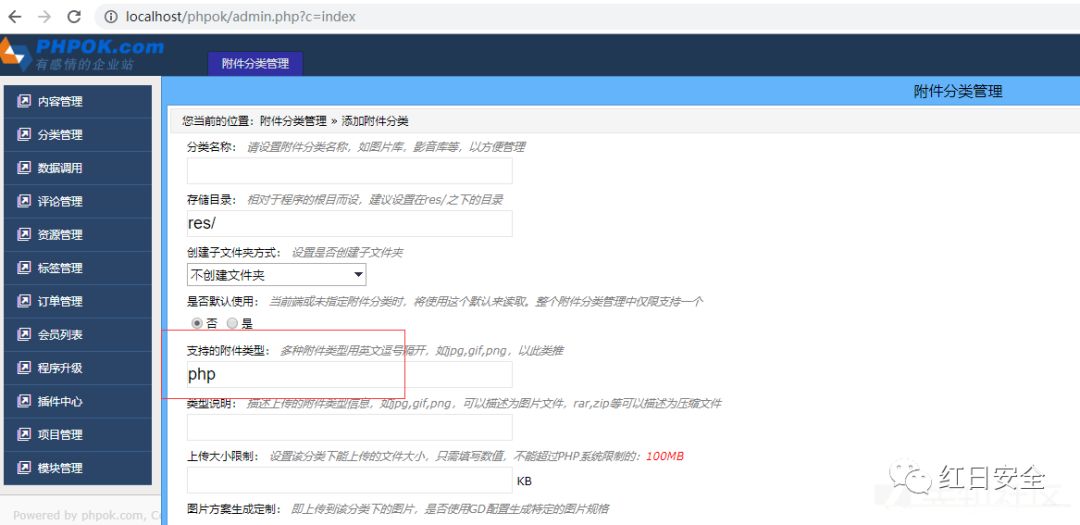 localhost/phpok/admin.php?c=index
PHPOK.com
有感情的企业站
附件分类管理
附件分类管理
内容管理
分类管理
数据调用
评论管理
资源管理
标签管理
订单管理
会员列表
程序升级
插件中心
项目管理
模块管理
您当前的位置：附件分类管理 » 添加附件分类
分类名称： 请设置附件分类名称，如图片库，影音库等，以方便管理
存储目录： 相对于程序的根目而设，建议设置在res/之下的目录
res/
创建子文件夹方式： 设置是否创建子文件夹
不创建文件夹
是否默认使用： 当前端或未指定附件分类时，将使用这个默认来读取。整个附件分类管理中仅限支持一个
否 是
支持的附件类型： 多种附件类型用英文逗号隔开，如jpg,gif,png，以此类推
php
类型说明： 描述上传的附件类型信息，如jpg,gif,png，可以描述为图片文件，rar,zip等可以描述为压缩文件
上传大小限制： 设置该分类下能上传的文件大小，只需填写数值，不能超过PHP系统限制的：100MB
KB
图片方案生成定制： 即上传到该分类下的图片，是否使用GD配置生成特定的图片规格
红日安全
Powered by phpok.com, Co